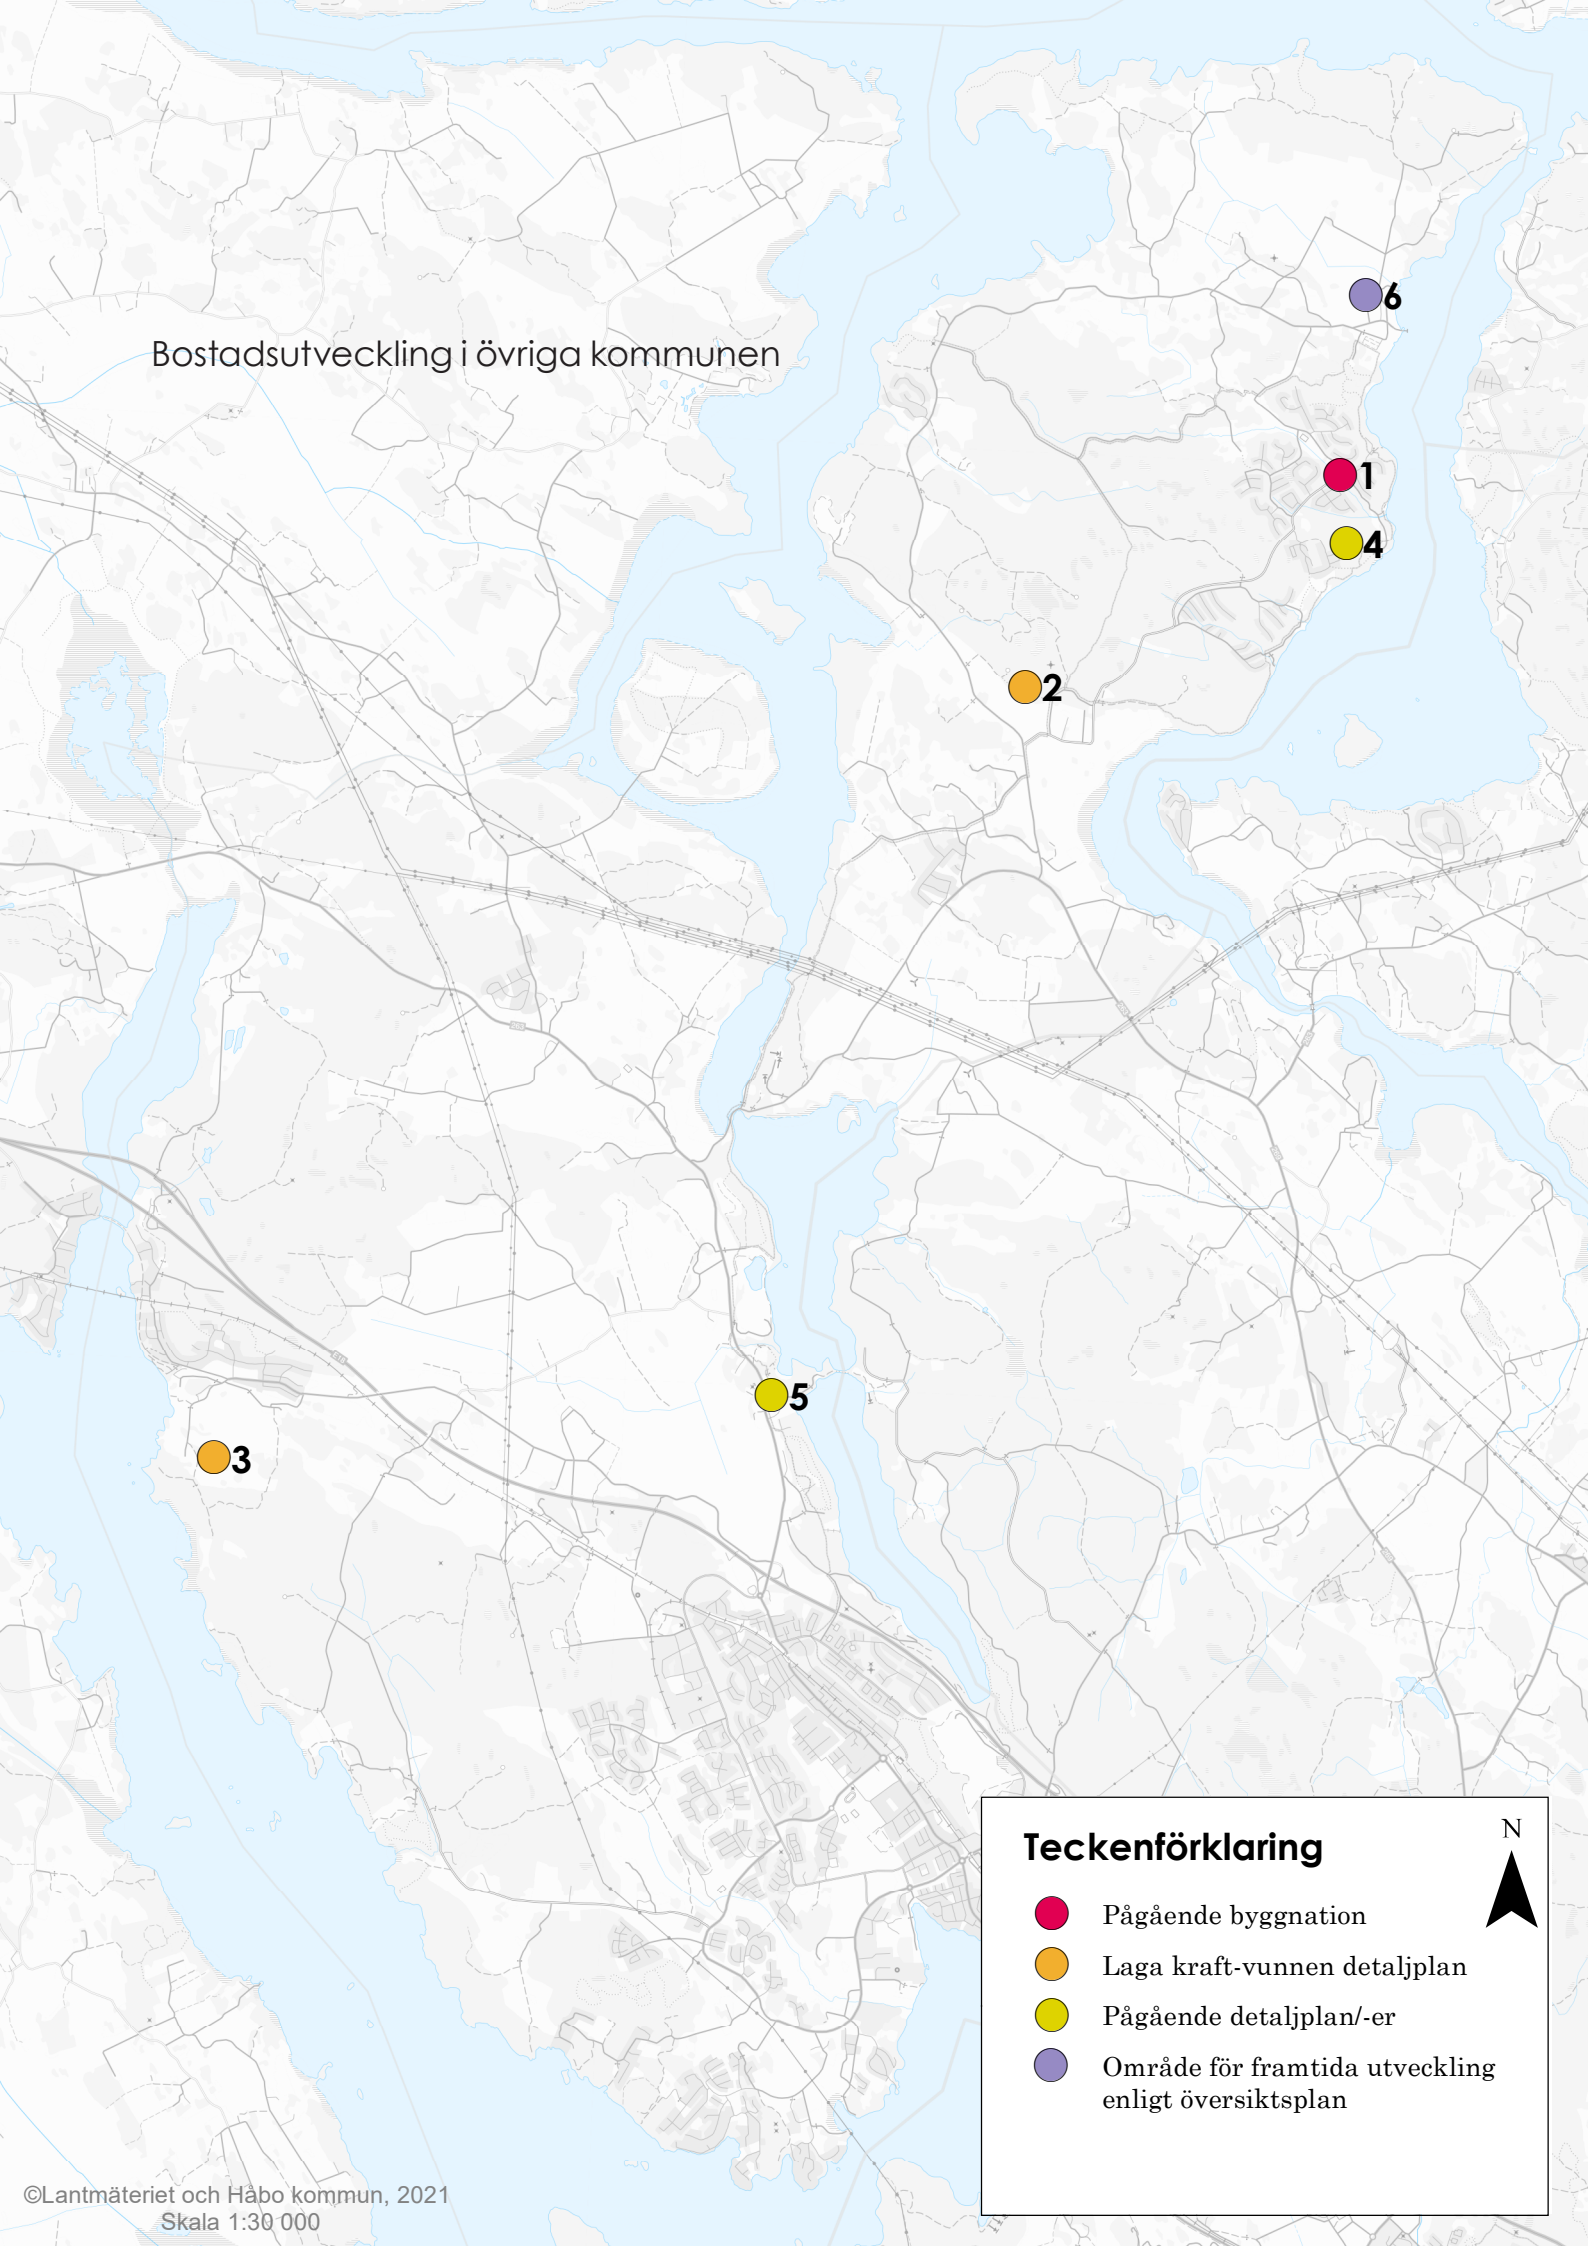 6
Bostadsutveckling i övriga kommunen
1
4
2
5
3
N
Teckenförklaring
Pågående byggnation
Laga kraft-vunnen detaljplan
Pågående detaljplan/-er
Område för framtida utveckling
enligt översiktsplan
©Lantmäteriet och Håbo kommun, 2021
Skala 1:30 000